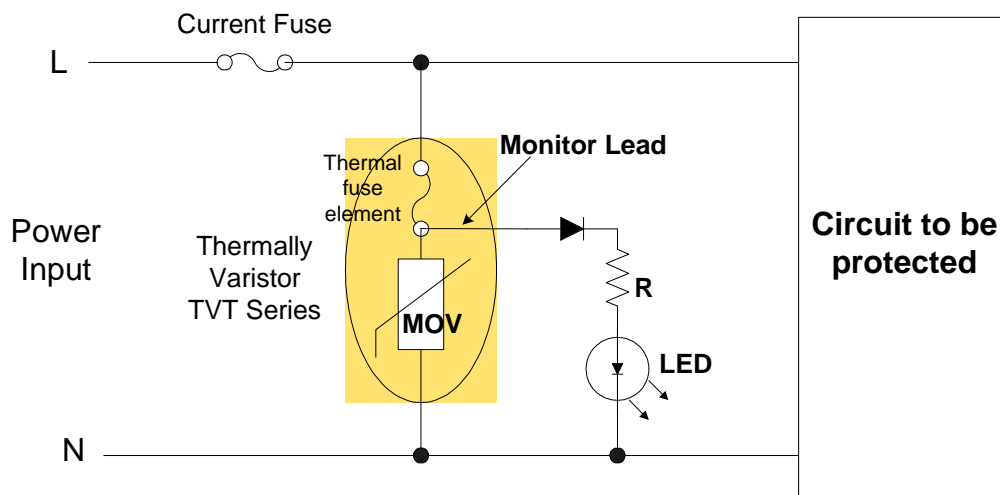 Current Fuse
L
Monitor Lead
Thermal
fuse
element
Power
Input
Thermally
Varistor
TVT Series
MOV
R
LED
Circuit to be
protected
N